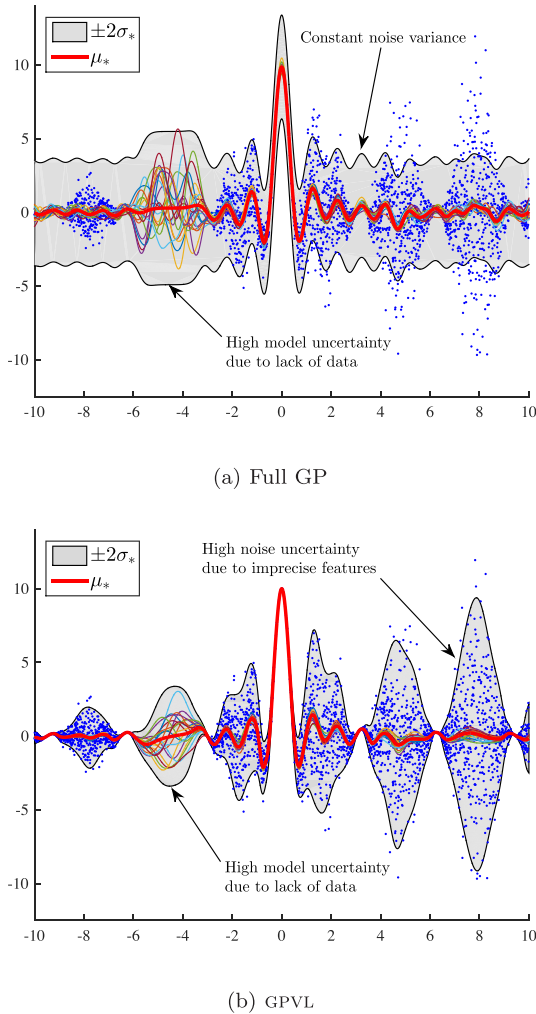 ±2σ*
μ*
Constant noise variance
High model uncertainty
due to lack of data
10
5
0
-5
-10
-10 -8 -6 -4 -2 0 2 4 6 8 10
(a) Full GP
±2σ*
μ*
High noise uncertainty
due to imprecise features
High model uncertainty
due to lack of data
10
5
0
-5
-10
-10 -8 -6 -4 -2 0 2 4 6 8 10
(b) GPVL